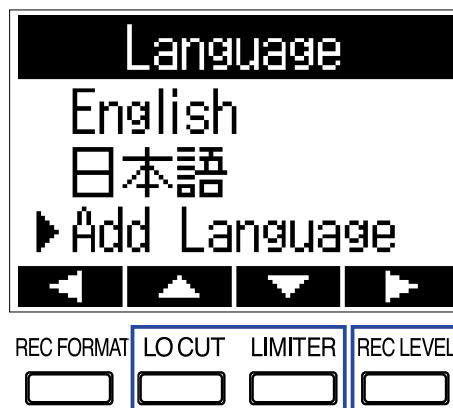 Language
English
日本語
Add Language
REC FORMAT LO CUT LIMITER REC LEVEL